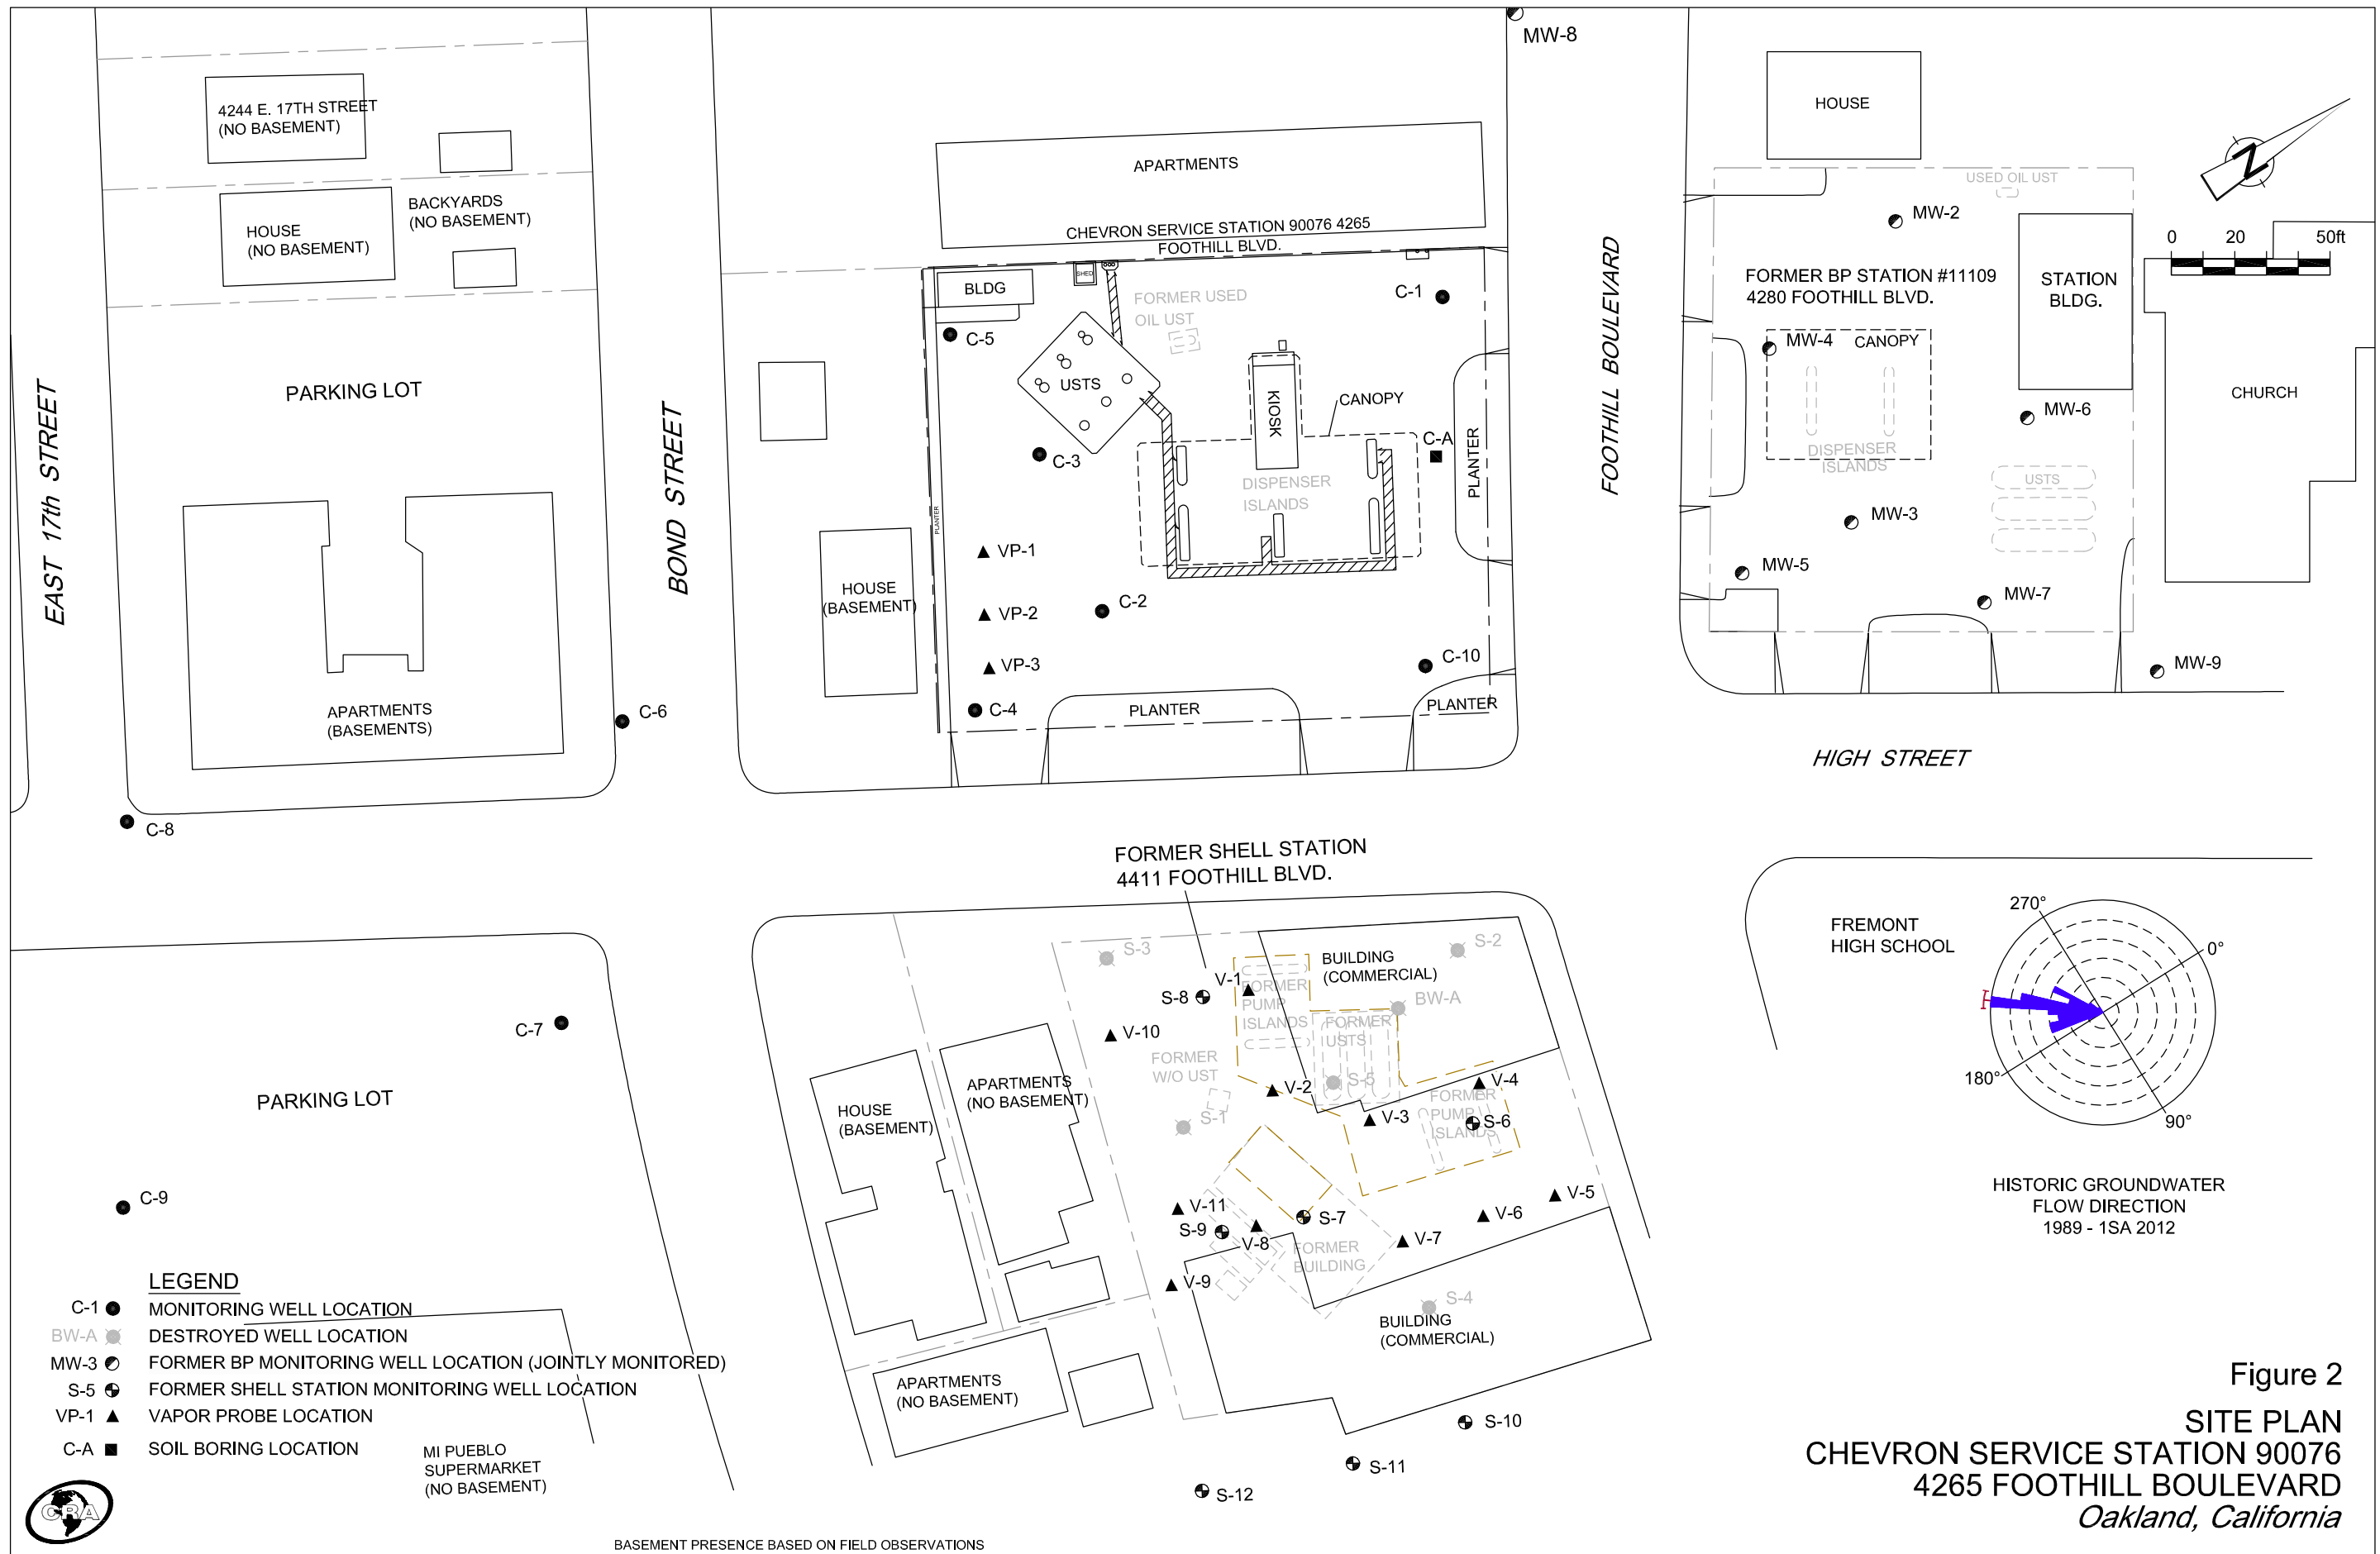 MW-8
4244 E. 17TH STREET
(NO BASEMENT)
HOUSE
(NO BASEMENT)
BACKYARDS
(NO BASEMENT)
PARKING LOT
EAST 17th STREET
BOND STREET
APARTMENTS
(BASEMENTS)
C-6
C-8
APARTMENTS
CHEVRON SERVICE STATION 90076 4265
FOOTHILL BLVD.
BLDG
SHED
FORMER USED
OIL UST
C-1
C-5
USTS
KIOSK
CANOPY
C-A
PLANTER
C-3
DISPENSER
ISLANDS
PLANTER
VP-1
VP-2
VP-3
C-2
HOUSE
(BASEMENT)
C-10
C-4
PLANTER
PLANTER
FOOTHILL BOULEVARD
HOUSE
USED OIL UST
MW-2
FORMER BP STATION #11109
4280 FOOTHILL BLVD.
STATION
BLDG.
N
0 20 50ft
MW-4
CANOPY
CHURCH
MW-6
DISPENSER
ISLANDS
USTS
MW-3
MW-5
MW-7
MW-9
HIGH STREET
FORMER SHELL STATION
4411 FOOTHILL BLVD.
S-3
S-2
BUILDING
(COMMERCIAL)
V-1
S-8
FORMER
PUMP
ISLANDS
BW-A
FORMER
USTS
V-10
FORMER
W/O UST
V-2
S-5
V-4
APARTMENTS
(NO BASEMENT)
HOUSE
(BASEMENT)
S-1
V-3
FORMER
PUMP
ISLANDS
S-6
V-11
S-9
V-8
S-7
V-5
V-6
V-7
FORMER
BUILDING
V-9
S-4
BUILDING
(COMMERCIAL)
APARTMENTS
(NO BASEMENT)
S-10
S-11
S-12
C-7
PARKING LOT
C-9
FREMONT
HIGH SCHOOL
270°
0°
180°
90°
HISTORIC GROUNDWATER
FLOW DIRECTION
1989 - 1SA 2012
LEGEND
C-1 MONITORING WELL LOCATION
BW-A DESTROYED WELL LOCATION
MW-3 FORMER BP MONITORING WELL LOCATION (JOINTLY MONITORED)
S-5 FORMER SHELL STATION MONITORING WELL LOCATION
VP-1 VAPOR PROBE LOCATION
C-A SOIL BORING LOCATION
MI PUEBLO
SUPERMARKET
(NO BASEMENT)
CRA
BASEMENT PRESENCE BASED ON FIELD OBSERVATIONS
Figure 2
SITE PLAN
CHEVRON SERVICE STATION 90076
4265 FOOTHILL BOULEVARD
Oakland, California